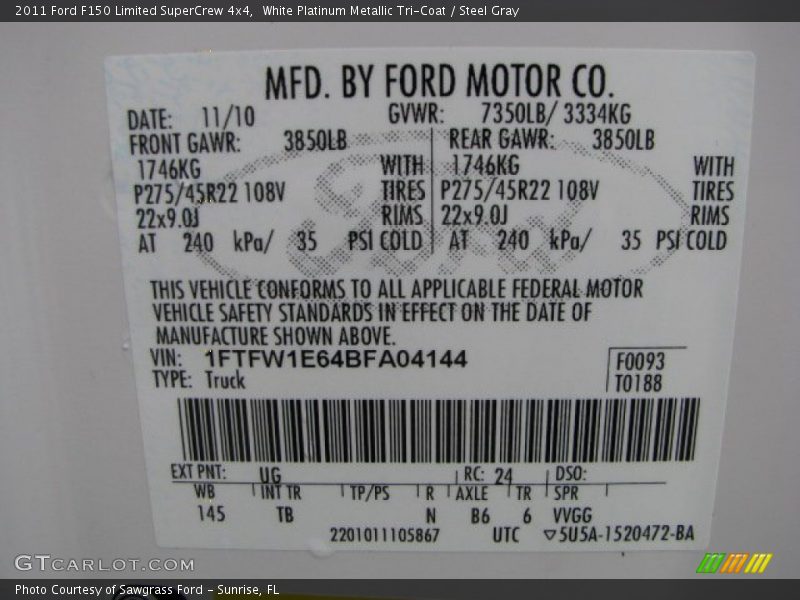 2011 Ford F150 Limited SuperCrew 4x4, White Platinum Metallic Tri-Coat / Steel Gray
MFD. BY FORD MOTOR CO.
DATE: 11/10 GVWR: 7350LB/ 3334KG
FRONT GAWR: 3850LB REAR GAWR: 3850LB
1746KG WITH 1746KG WITH
P275/45R22 108V TIRES P275/45R22 108V TIRES
22x9.0J RIMS 22x9.0J RIMS
AT 240 kPa/ 35 PSI COLD AT 240 kPa/ 35 PSI COLD
Ford
THIS VEHICLE CONFORMS TO ALL APPLICABLE FEDERAL MOTOR
VEHICLE SAFETY STANDARDS IN EFFECT ON THE DATE OF
MANUFACTURE SHOWN ABOVE.
VIN: 1FTFW1E64BFA04144 F0093
TYPE: Truck T0188
EXT PNT: UG RC: 24 DSO:
WB INT TR TP/PS R AXLE TR SPR
145 TB N B6 6 VVGG
2201011105867 UTC ▽5U5A-1520472-BA
GTCARLOT.COM
Photo Courtesy of Sawgrass Ford - Sunrise, FL